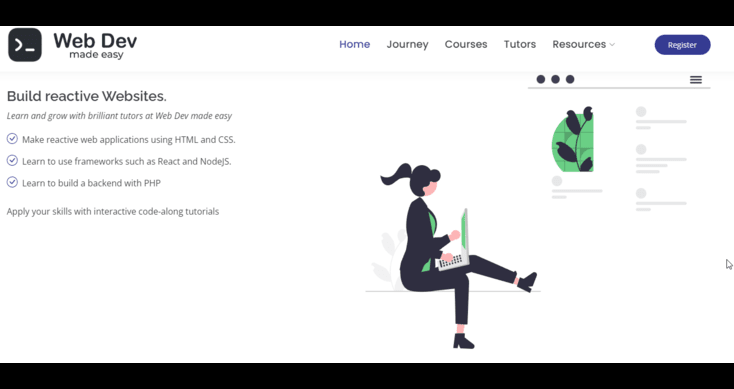 Web Dev
made easy
Home Journey Courses Tutors Resources
Register
Build reactive Websites.
Learn and grow with brilliant tutors at Web Dev made easy
Make reactive web applications using HTML and CSS.
Learn to use frameworks such as React and NodeJS.
Learn to build a backend with PHP
Apply your skills with interactive code-along tutorials